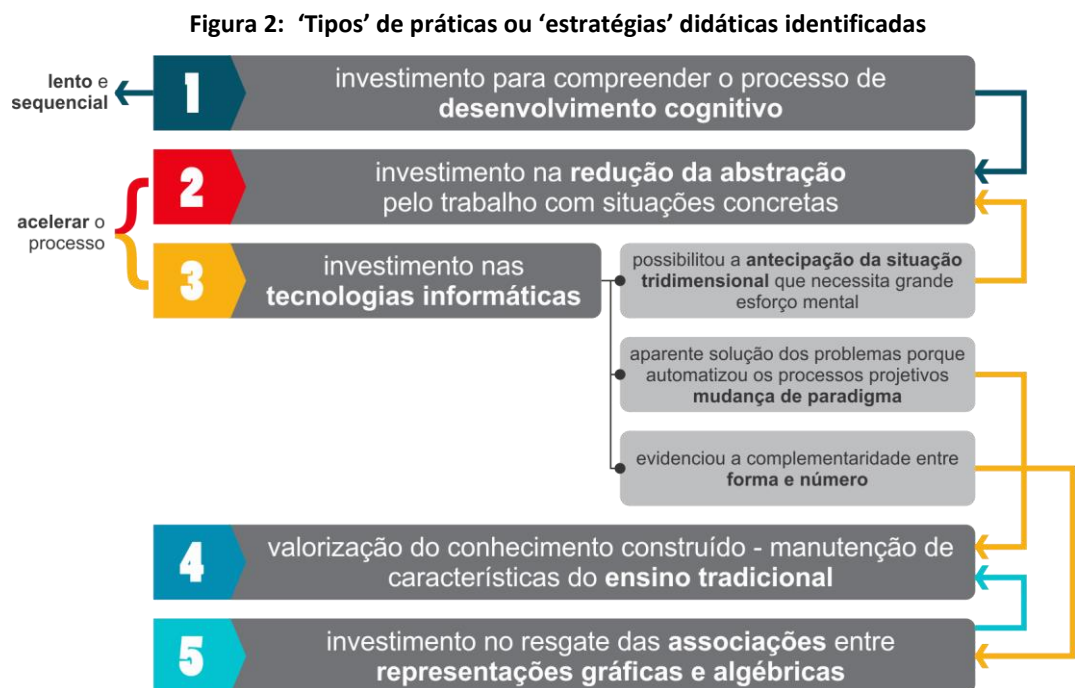 Figura 2:  ‘Tipos’ de práticas ou ‘estratégias’ didáticas identificadas
lento e
sequencial
1
investimento para compreender o processo de
desenvolvimento cognitivo
acelerar o
processo
2
investimento na redução da abstração
pelo trabalho com situações concretas
3
investimento nas
tecnologias informáticas
possibilitou a antecipação da situação
tridimensional que necessita grande
esforço mental
aparente solução dos problemas porque
automatizou os processos projetivos
mudança de paradigma
evidenciou a complementaridade entre
forma e número
4
valorização do conhecimento construído - manutenção de
características do ensino tradicional
5
investimento no resgate das associações entre
representações gráficas e algébricas